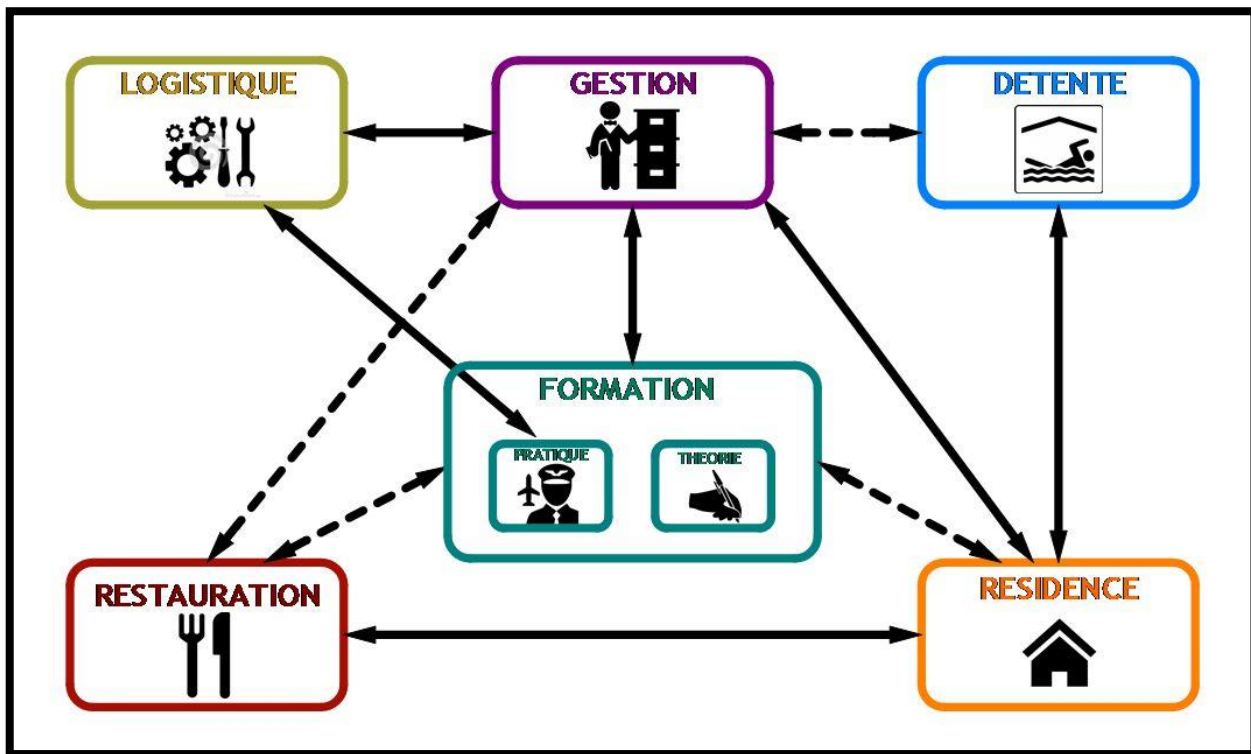 LOGISTIQUE
GESTION
DETENTE
FORMATION
PRATIQUE
THEORIE
RESTAURATION
RESIDENCE